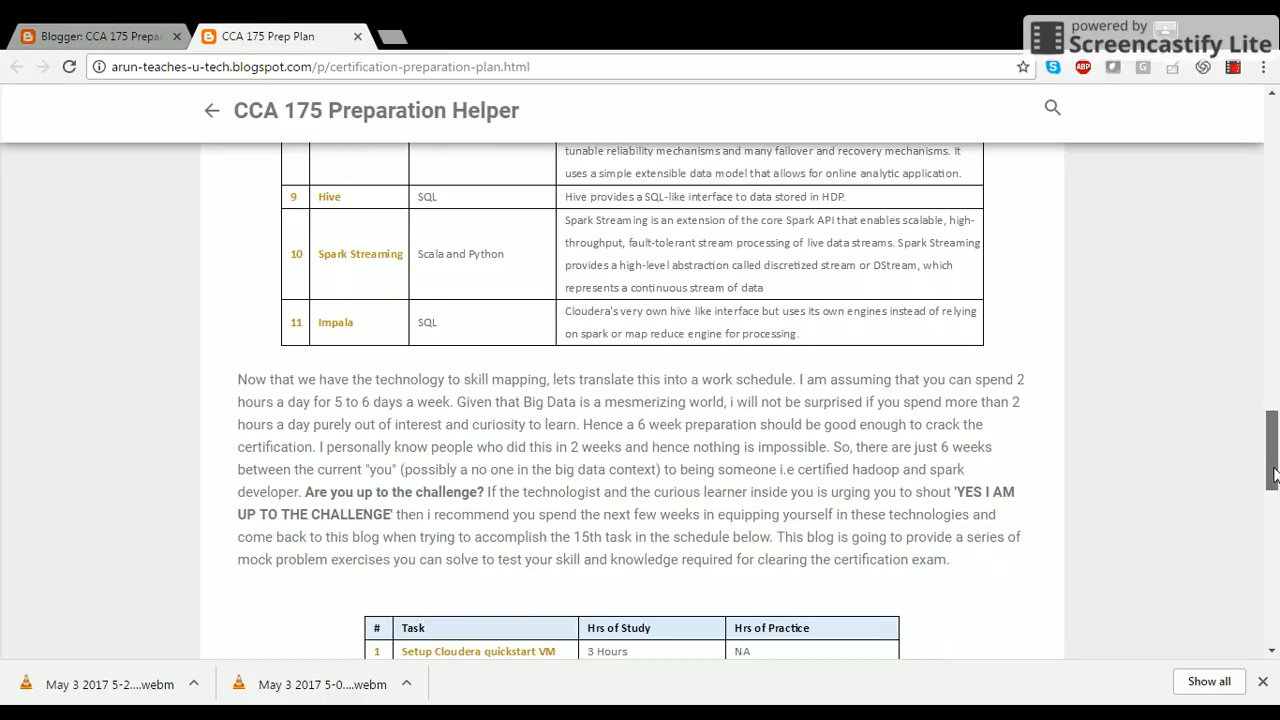 Blogger: CCA 175 Prepar
CCA 175 Prep Plan
powered by
Screencastify Lite
arun-teaches-u-tech.blogspot.com/p/certification-preparation-plan.html
S
ABP
G
CCA 175 Preparation Helper
tunable reliability mechanisms and many failover and recovery mechanisms. It
uses a simple extensible data model that allows for online analytic application.
9 Hive SQL Hive provides a SQL-like interface to data stored in HDP.
Spark Streaming is an extension of the core Spark API that enables scalable, high-
throughput, fault-tolerant stream processing of live data streams. Spark Streaming
10 Spark Streaming Scala and Python
provides a high-level abstraction called discretized stream or DStream, which
represents a continuous stream of data
Cloudera's very own hive like interface but uses its own engines instead of relying
11 Impala SQL
on spark or map reduce engine for processing.
Now that we have the technology to skill mapping, lets translate this into a work schedule. I am assuming that you can spend 2
hours a day for 5 to 6 days a week. Given that Big Data is a mesmerizing world, i will not be surprised if you spend more than 2
hours a day purely out of interest and curiosity to learn. Hence a 6 week preparation should be good enough to crack the
certification. I personally know people who did this in 2 weeks and hence nothing is impossible. So, there are just 6 weeks
between the current "you" (possibly a no one in the big data context) to being someone i.e certified hadoop and spark
developer. Are you up to the challenge? If the technologist and the curious learner inside you is urging you to shout 'YES I AM
UP TO THE CHALLENGE' then i recommend you spend the next few weeks in equipping yourself in these technologies and
come back to this blog when trying to accomplish the 15th task in the schedule below. This blog is going to provide a series of
mock problem exercises you can solve to test your skill and knowledge required for clearing the certification exam.
# Task Hrs of Study Hrs of Practice
1 Setup Cloudera quickstart VM 3 Hours NA
May 3 2017 5-2....webm
May 3 2017 5-0....webm
Show all